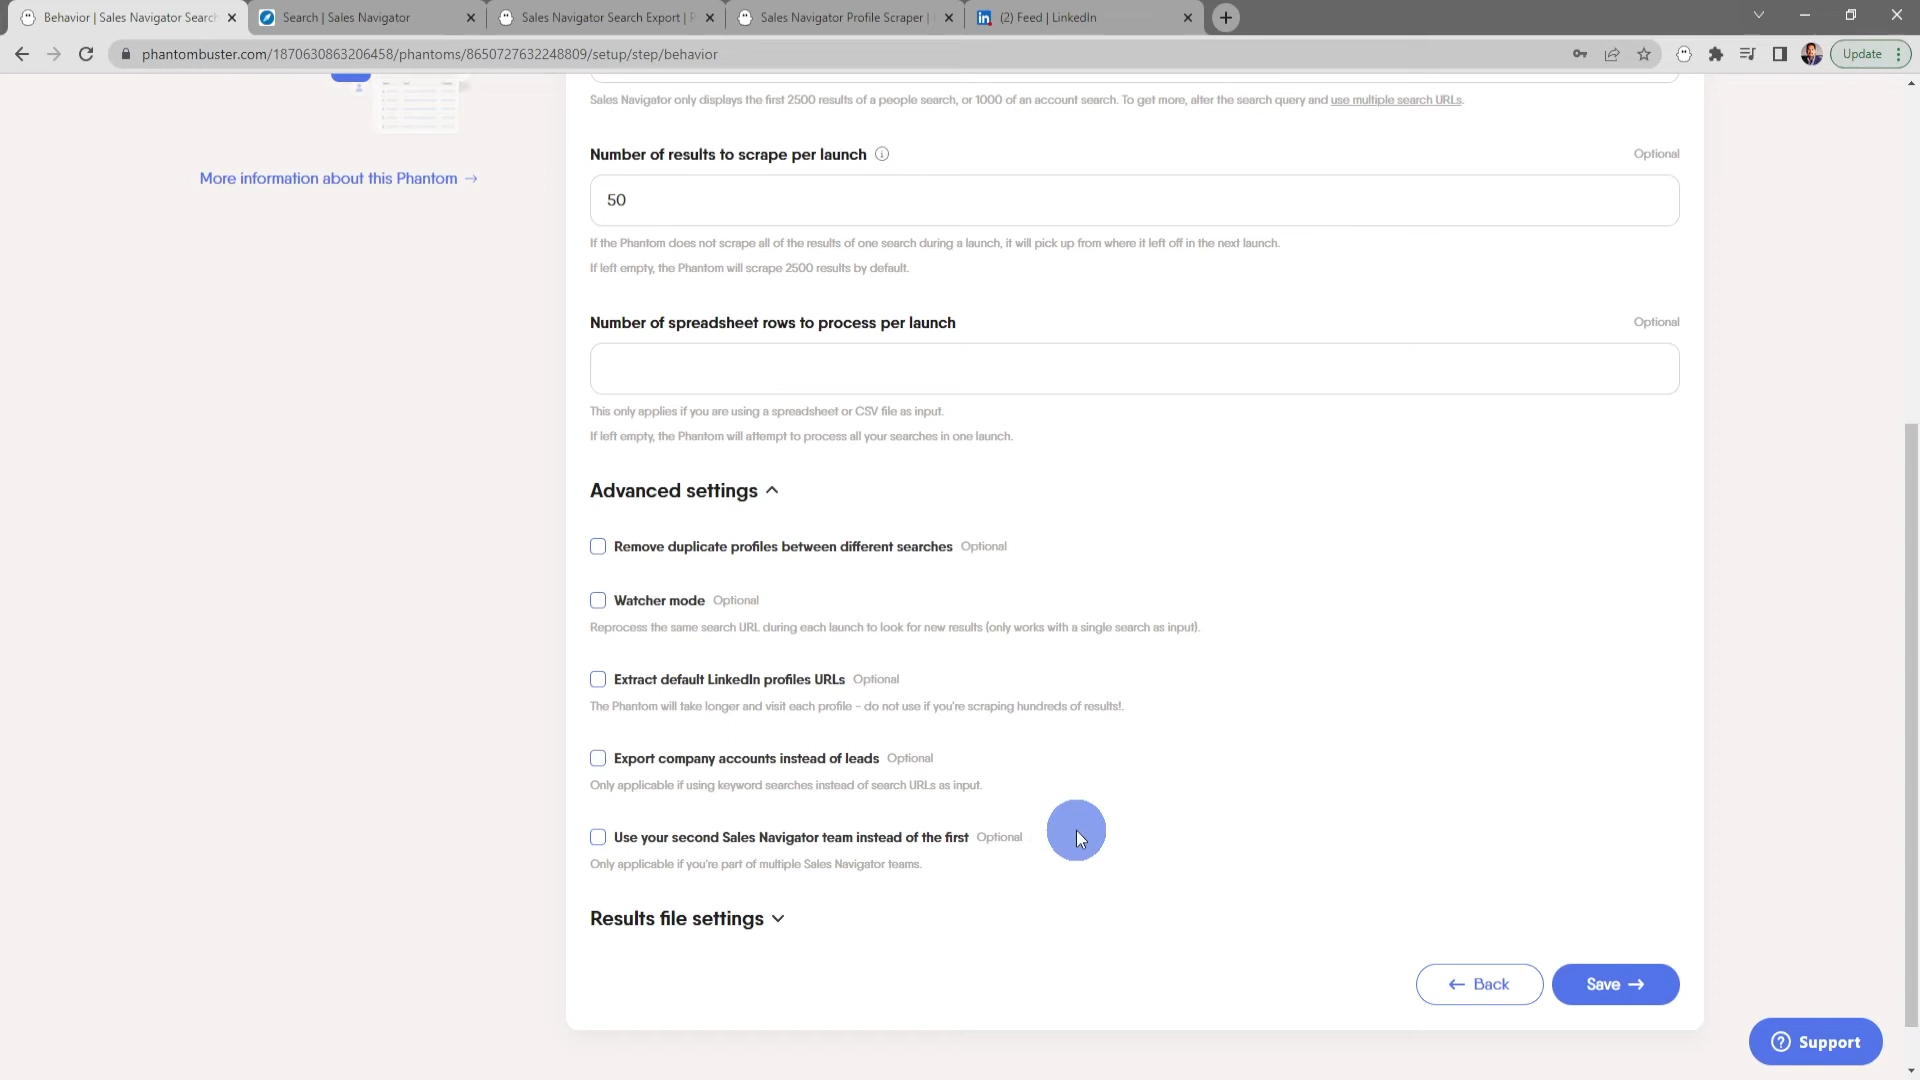 Behavior | Sales Navigator Search
Search | Sales Navigator
Sales Navigator Search Export |
Sales Navigator Profile Scraper |
(2) Feed | LinkedIn
phantombuster.com/1870630863206458/phantoms/8650727632248809/setup/step/behavior
Update
Sales Navigator only displays the first 2500 results of a people search, or 1000 of an account search. To get more, alter the search query and use multiple search URLs.
More information about this Phantom →
Number of results to scrape per launch
Optional
50
If the Phantom does not scrape all of the results of one search during a launch, it will pick up from where it left off in the next launch.
If left empty, the Phantom will scrape 2500 results by default.
Number of spreadsheet rows to process per launch
Optional
This only applies if you are using a spreadsheet or CSV file as input.
If left empty, the Phantom will attempt to process all your searches in one launch.
Advanced settings
Remove duplicate profiles between different searches Optional
Watcher mode Optional
Reprocess the same search URL during each launch to look for new results (only works with a single search as input).
Extract default LinkedIn profiles URLs Optional
The Phantom will take longer and visit each profile - do not use if you're scraping hundreds of results!.
Export company accounts instead of leads Optional
Only applicable if using keyword searches instead of search URLs as input.
Use your second Sales Navigator team instead of the first Optional
Only applicable if you're part of multiple Sales Navigator teams.
Results file settings
← Back
Save →
Support